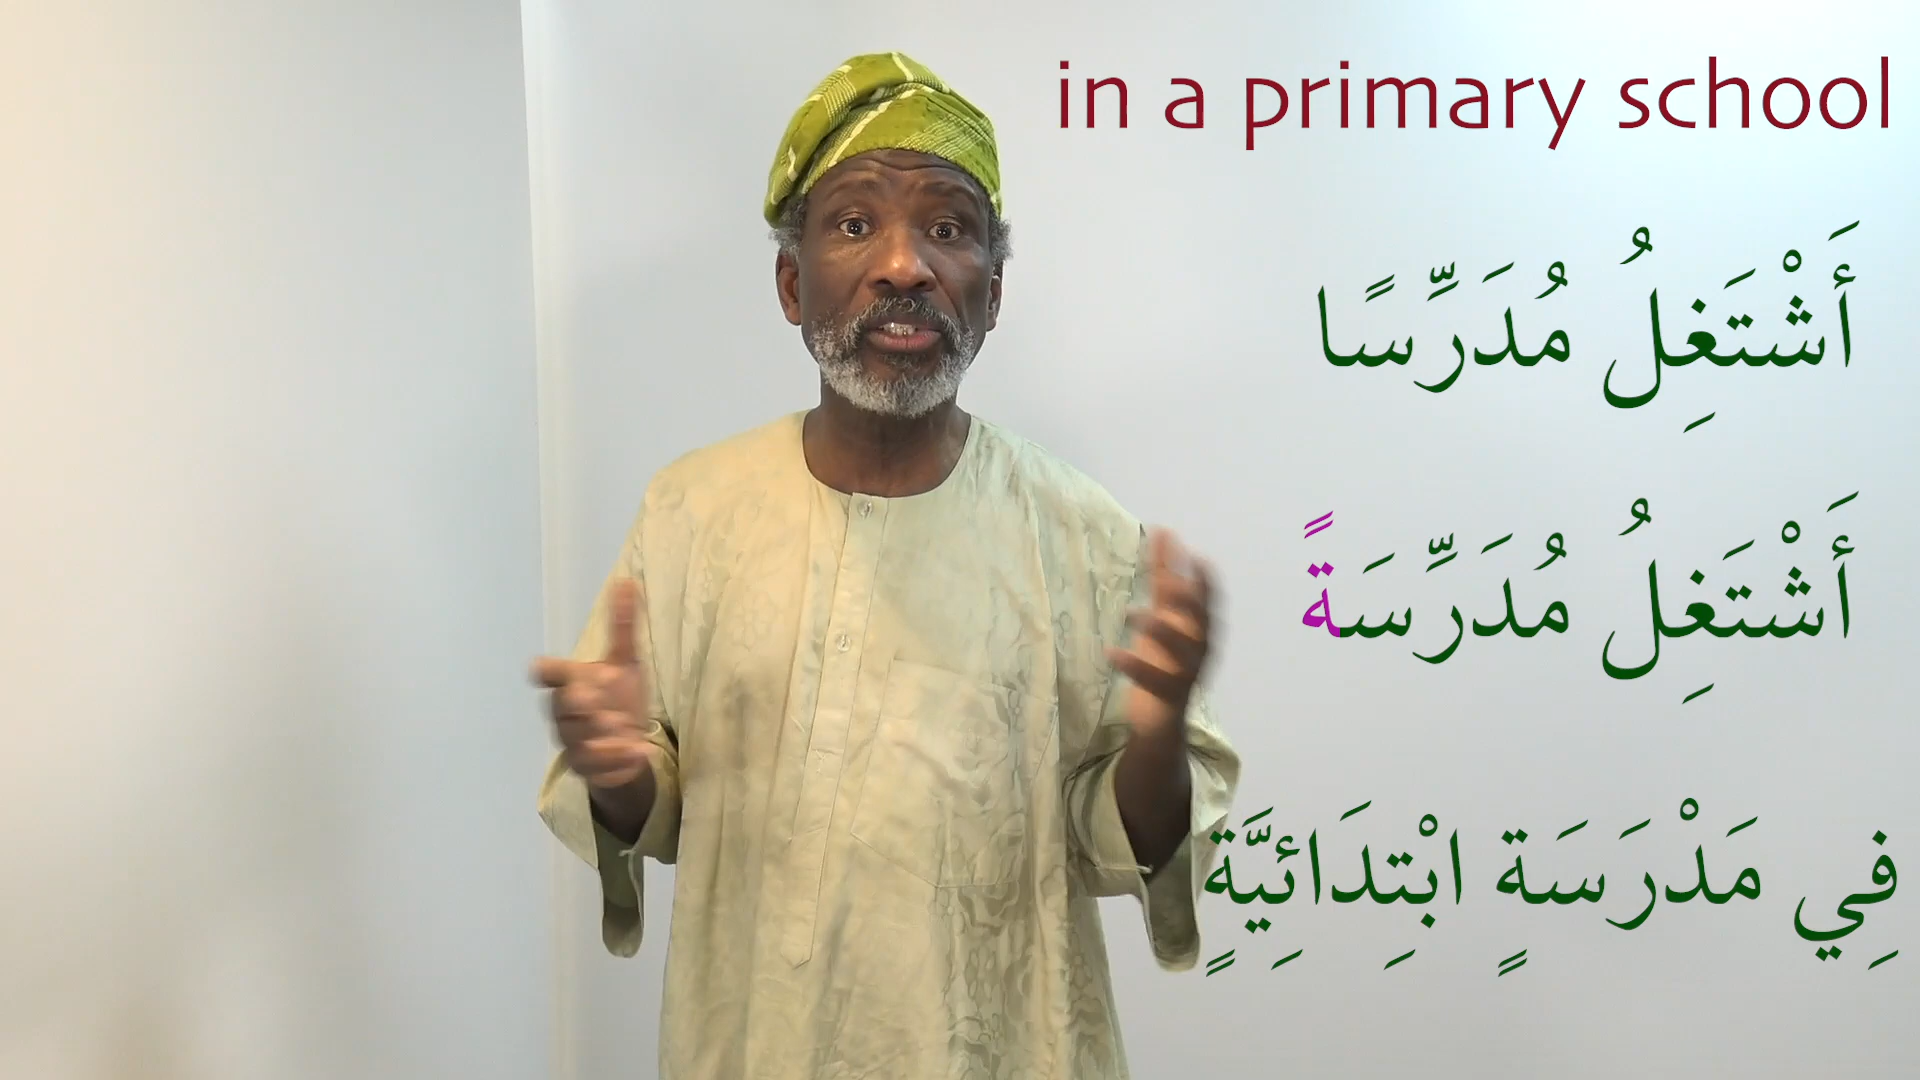 in a primary school
أَشْتَغِلُ مُدَرِّسًا
أَشْتَغِلُ مُدَرِّسَةً
فِي مَدْرَسَةٍ ابْتِدَائِيَّةٍ